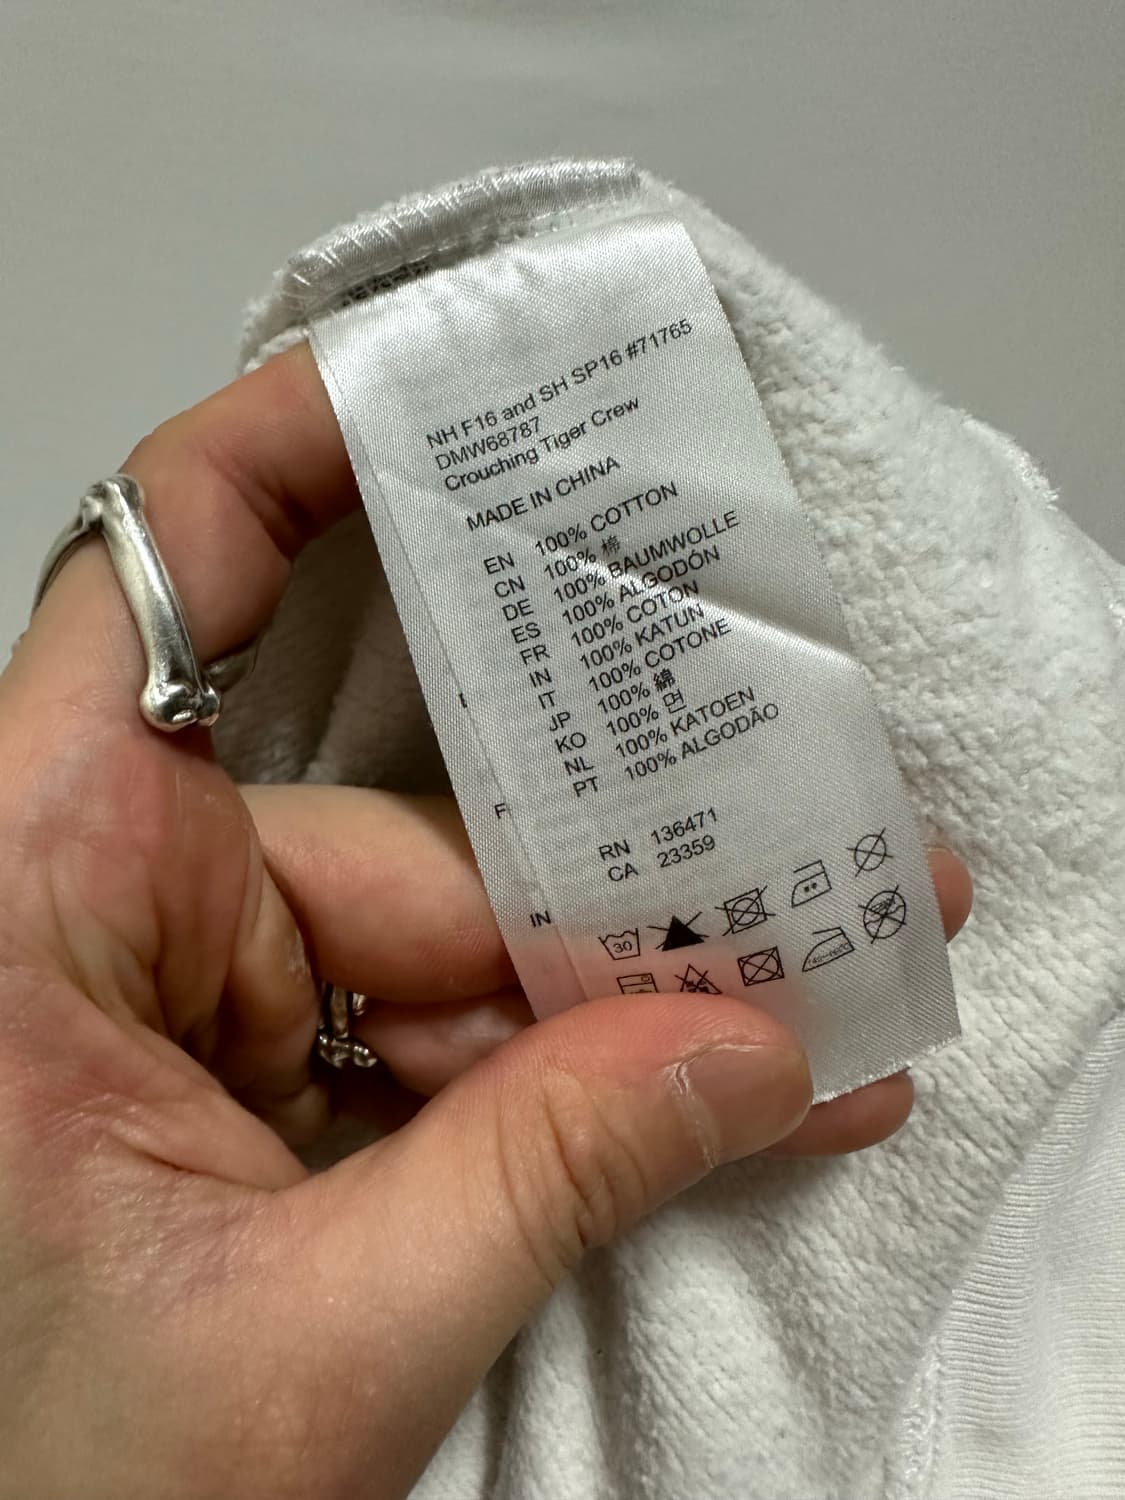 NH F16 and SH SP16 #71765
DMW68787
Crouching Tiger Crew
MADE IN CHINA
EN 100% COTTON
CN 100% 棉
DE 100% BAUMWOLLE
ES 100% ALGODÓN
FR 100% COTON
IN 100% KATUN
IT 100% COTONE
JP 100% 綿
KO 100% 면
NL 100% KATOEN
PT 100% ALGODÃO
RN 136471
CA 23359
30
F
IN